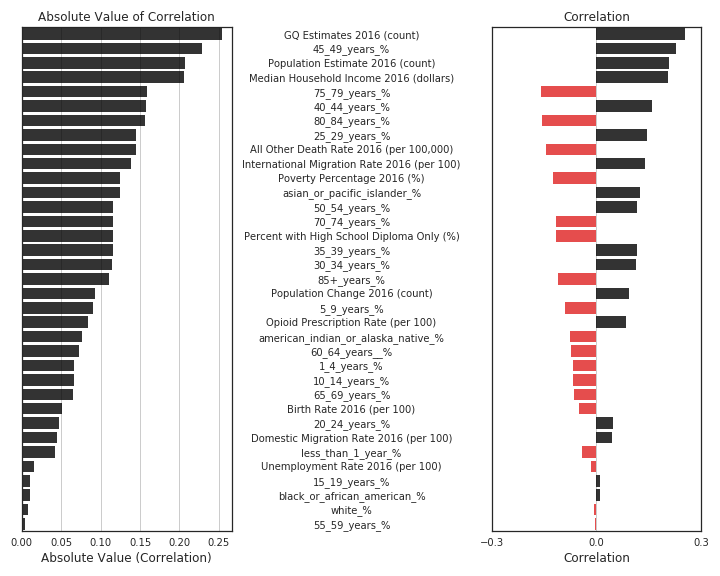 Absolute Value of Correlation
Correlation
GQ Estimates 2016 (count)
45_49_years_%
Population Estimate 2016 (count)
Median Household Income 2016 (dollars)
75_79_years_%
40_44_years_%
80_84_years_%
25_29_years_%
All Other Death Rate 2016 (per 100,000)
International Migration Rate 2016 (per 100)
Poverty Percentage 2016 (%)
asian_or_pacific_islander_%
50_54_years_%
70_74_years_%
Percent with High School Diploma Only (%)
35_39_years_%
30_34_years_%
85+_years_%
Population Change 2016 (count)
5_9_years_%
Opioid Prescription Rate (per 100)
american_indian_or_alaska_native_%
60_64_years__%
1_4_years_%
10_14_years_%
65_69_years_%
Birth Rate 2016 (per 100)
20_24_years_%
Domestic Migration Rate 2016 (per 100)
less_than_1_year_%
Unemployment Rate 2016 (per 100)
15_19_years_%
black_or_african_american_%
white_%
55_59_years_%
0.00 0.05 0.10 0.15 0.20 0.25
−0.3 0.0 0.3
Absolute Value (Correlation)
Correlation